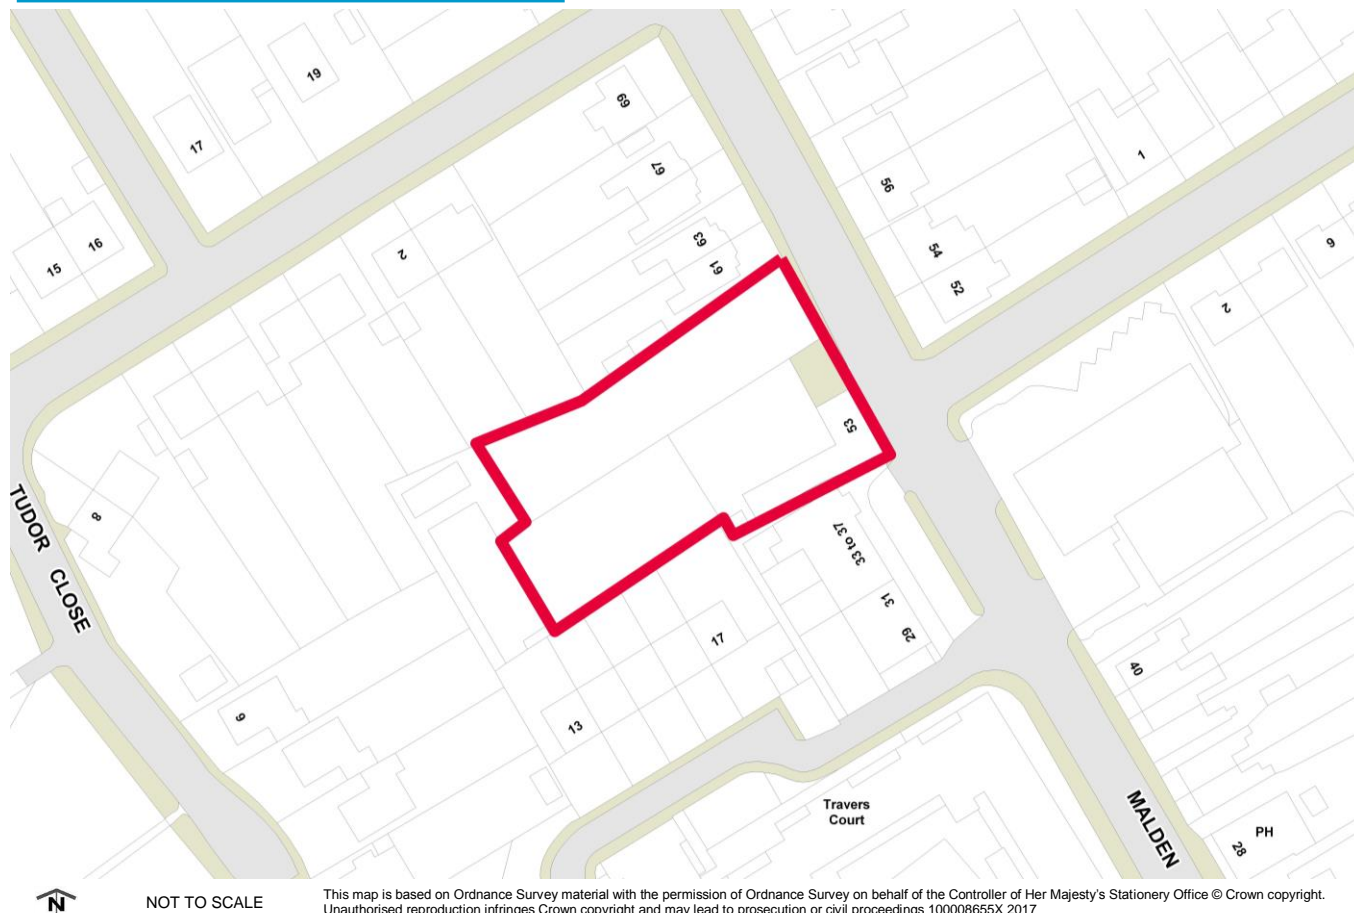 19
17
69
67
63
61
56
54
52
1
2
6
16
15
2
53
8
TUDOR
CLOSE
33 to 37
31
29
17
13
9
40
Travers
Court
MALDEN
PH
28
N
NOT TO SCALE
This map is based on Ordnance Survey material with the permission of Ordnance Survey on behalf of the Controller of Her Majesty's Stationery Office © Crown copyright.
Unauthorised reproduction infringes Crown copyright and may lead to prosecution or civil proceedings 100008655X 2017